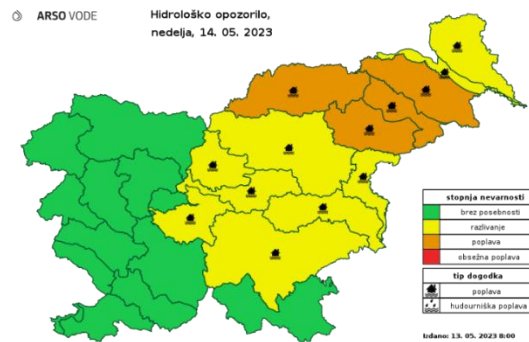 ARSO VODE
Hidrološko opozorilo,
nedelja, 14. 05. 2023
stopnja nevarnosti
brez posebnosti
razlivanje
poplava
obsežna poplava
tip dogodka
poplava
hudourniška poplava
Izdano: 13. 05. 2023 8:00